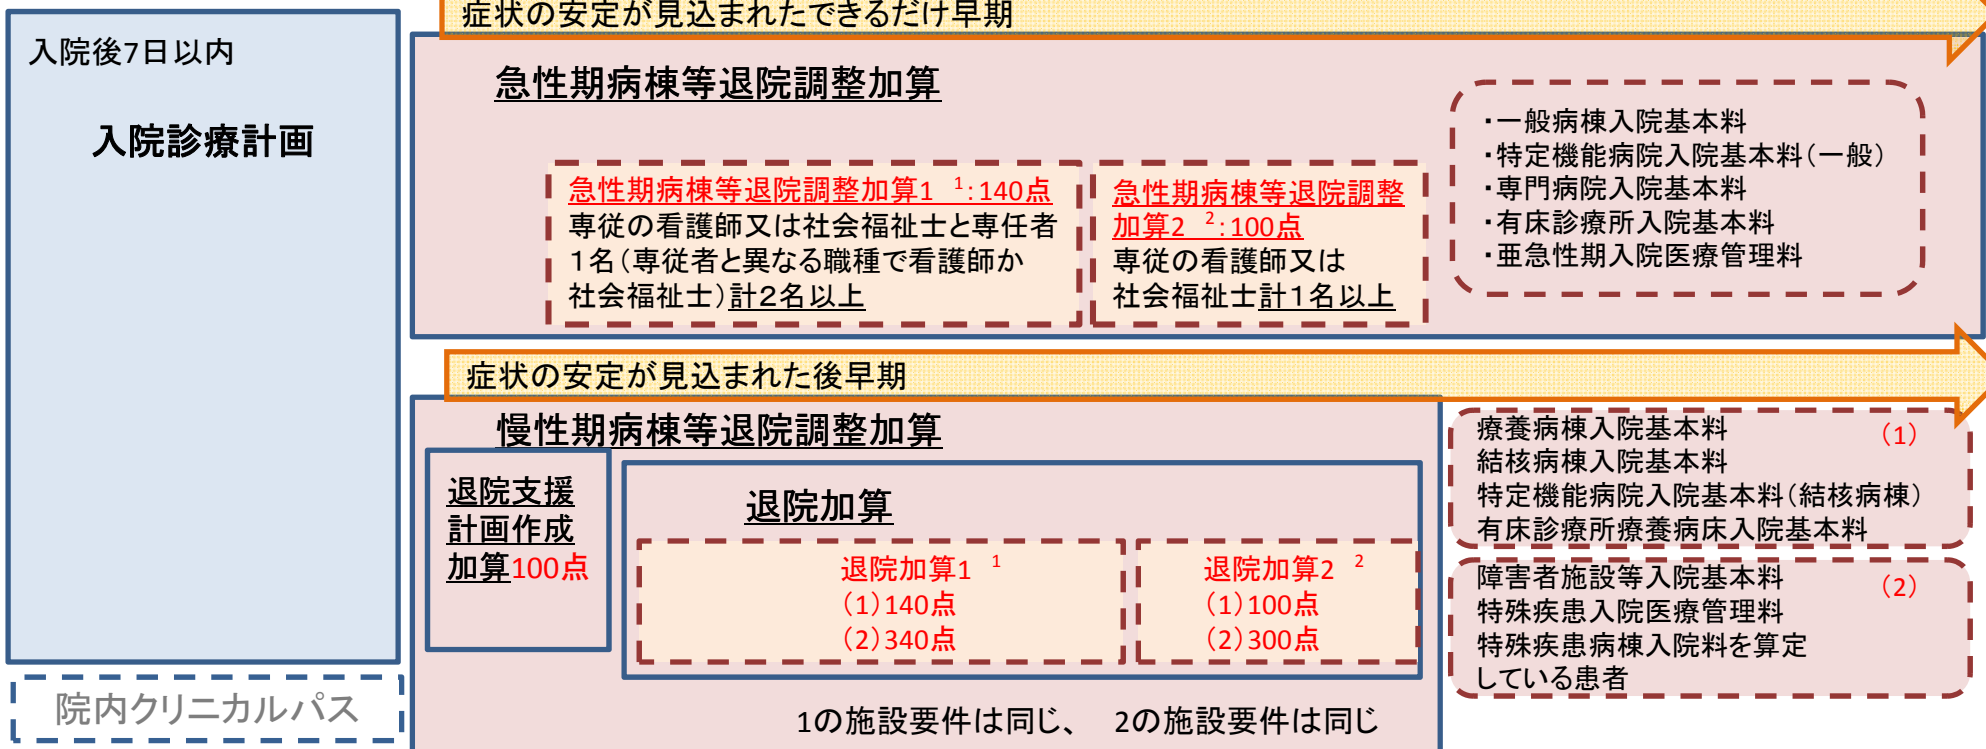 症状の安定が見込まれたできるだけ早期
入院後7日以内
入院診療計画
院内クリニカルパス
急性期病棟等退院調整加算
急性期病棟等退院調整加算1 1:140点
専従の看護師又は社会福祉士と専任者
1名(専従者と異なる職種で看護師か
社会福祉士)計2名以上
急性期病棟等退院調整
加算2 2:100点
専従の看護師又は
社会福祉士計1名以上
・一般病棟入院基本料
・特定機能病院入院基本料(一般)
・専門病院入院基本料
・有床診療所入院基本料
・亜急性期入院医療管理料
症状の安定が見込まれた後早期
慢性期病棟等退院調整加算
退院支援
計画作成
加算100点
退院加算
退院加算1 1
(1)140点
(2)340点
退院加算2 2
(1)100点
(2)300点
1の施設要件は同じ、 2の施設要件は同じ
療養病棟入院基本料 (1)
結核病棟入院基本料
特定機能病院入院基本料(結核病棟)
有床診療所療養病床入院基本料
障害者施設等入院基本料 (2)
特殊疾患入院医療管理料
特殊疾患病棟入院料を算定
している患者